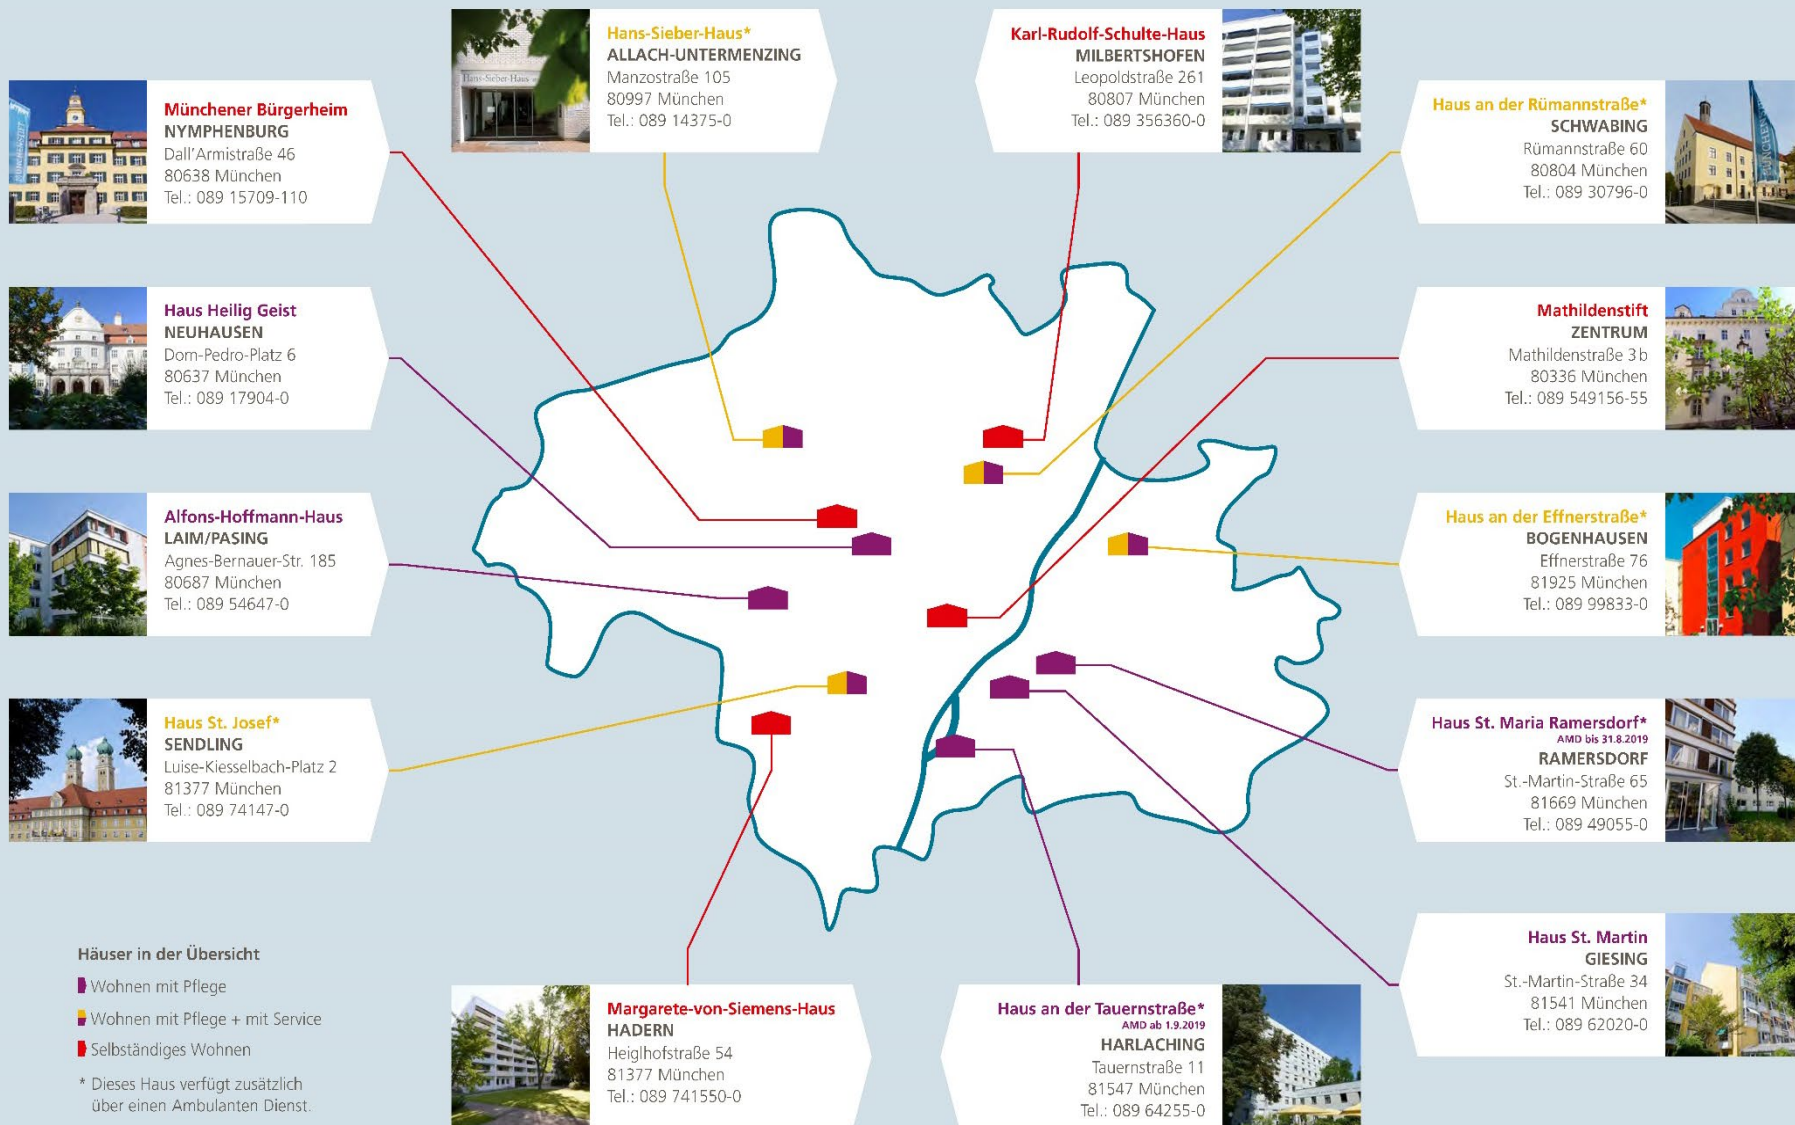 Hans-Sieber-Haus*
ALLACH-UNTERMENZING
Manzostraße 105
80997 München
Tel.: 089 14375-0
Hans-Sieber-Haus
Karl-Rudolf-Schulte-Haus
MILBERTSHOFEN
Leopoldstraße 261
80807 München
Tel.: 089 356360-0
Münchener Bürgerheim
NYMPHENBURG
Dall'Armistraße 46
80638 München
Tel.: 089 15709-110
Haus an der Rümannstraße*
SCHWABING
Rümannstraße 60
80804 München
Tel.: 089 30796-0
Haus Heilig Geist
NEUHAUSEN
Dom-Pedro-Platz 6
80637 München
Tel.: 089 17904-0
Mathildenstift
ZENTRUM
Mathildenstraße 3b
80336 München
Tel.: 089 549156-55
Alfons-Hoffmann-Haus
LAIM/PASING
Agnes-Bernauer-Str. 185
80687 München
Tel.: 089 54647-0
Haus an der Effnerstraße*
BOGENHAUSEN
Effnerstraße 76
81925 München
Tel.: 089 99833-0
Haus St. Josef*
SENDLING
Luise-Kiesselbach-Platz 2
81377 München
Tel.: 089 74147-0
Haus St. Maria Ramersdorf*
AMD bis 31.8.2019
RAMERSDORF
St.-Martin-Straße 65
81669 München
Tel.: 089 49055-0
Haus St. Martin
GIESING
St.-Martin-Straße 34
81541 München
Tel.: 089 62020-0
Häuser in der Übersicht
Wohnen mit Pflege
Wohnen mit Pflege + mit Service
Selbständiges Wohnen
* Dieses Haus verfügt zusätzlich
über einen Ambulanten Dienst.
Margarete-von-Siemens-Haus
HADERN
Heiglhofstraße 54
81377 München
Tel.: 089 741550-0
Haus an der Tauernstraße*
AMD ab 1.9.2019
HARLACHING
Tauernstraße 11
81547 München
Tel.: 089 64255-0